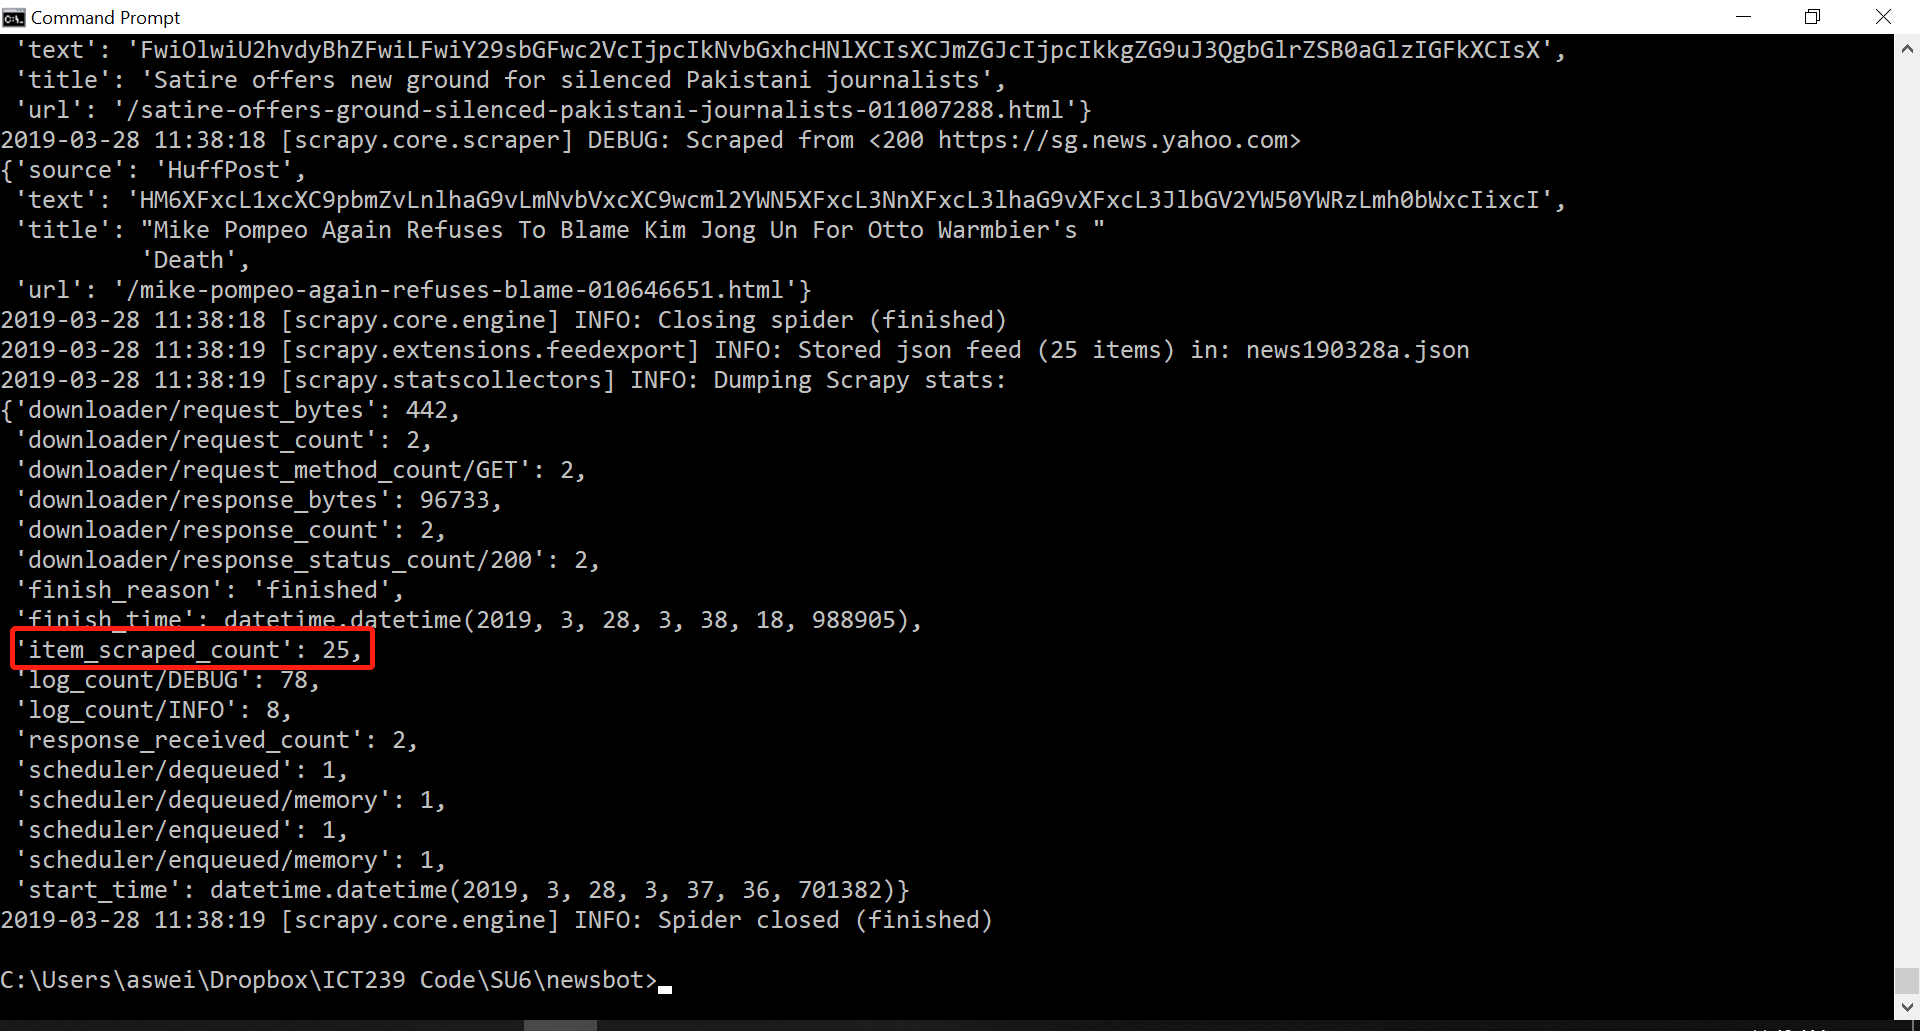 Command Prompt
'text': 'FwiOlwiU2hvdyBhZFwiLFwiY29sbGFwc2VcIjpcIkNvbGxhcHNlXCIsXCJmZGJcIjpcIkkgZG9uJ3QgbGlrZSB0aGlzIGFkXCIsX',
'title': 'Satire offers new ground for silenced Pakistani journalists',
'url': '/satire-offers-ground-silenced-pakistani-journalists-011007288.html'}
2019-03-28 11:38:18 [scrapy.core.scraper] DEBUG: Scraped from <200 https://sg.news.yahoo.com>
{'source': 'HuffPost',
'text': 'HM6XFxcL1xcXC9pbmZvLnlhaG9vLmNvbVxcXC9wcml2YWN5XFxcL3NnXFxcL3lhaG9vXFxcL3JlbGV2YW50YWRzLmh0bWxcIixcI',
'title': "Mike Pompeo Again Refuses To Blame Kim Jong Un For Otto Warmbier's "
'Death',
'url': '/mike-pompeo-again-refuses-blame-010646651.html'}
2019-03-28 11:38:18 [scrapy.core.engine] INFO: Closing spider (finished)
2019-03-28 11:38:19 [scrapy.extensions.feedexport] INFO: Stored json feed (25 items) in: news190328a.json
2019-03-28 11:38:19 [scrapy.statscollectors] INFO: Dumping Scrapy stats:
{'downloader/request_bytes': 442,
'downloader/request_count': 2,
'downloader/request_method_count/GET': 2,
'downloader/response_bytes': 96733,
'downloader/response_count': 2,
'downloader/response_status_count/200': 2,
'finish_reason': 'finished',
'finish_time': datetime.datetime(2019, 3, 28, 3, 38, 18, 988905),
'item_scraped_count': 25,
'log_count/DEBUG': 78,
'log_count/INFO': 8,
'response_received_count': 2,
'scheduler/dequeued': 1,
'scheduler/dequeued/memory': 1,
'scheduler/enqueued': 1,
'scheduler/enqueued/memory': 1,
'start_time': datetime.datetime(2019, 3, 28, 3, 37, 36, 701382)}
2019-03-28 11:38:19 [scrapy.core.engine] INFO: Spider closed (finished)
C:\Users\aswei\Dropbox\ICT239 Code\SU6\newsbot>